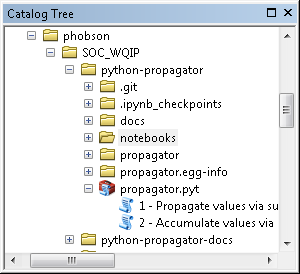 Catalog Tree
phobson
SOC_WQIP
python-propagator
.git
.ipynb_checkpoints
docs
notebooks
propagator
propagator.egg-info
propagator.pyt
1 - Propagate values via su
2 - Accumulate values via
python-propagator-docs